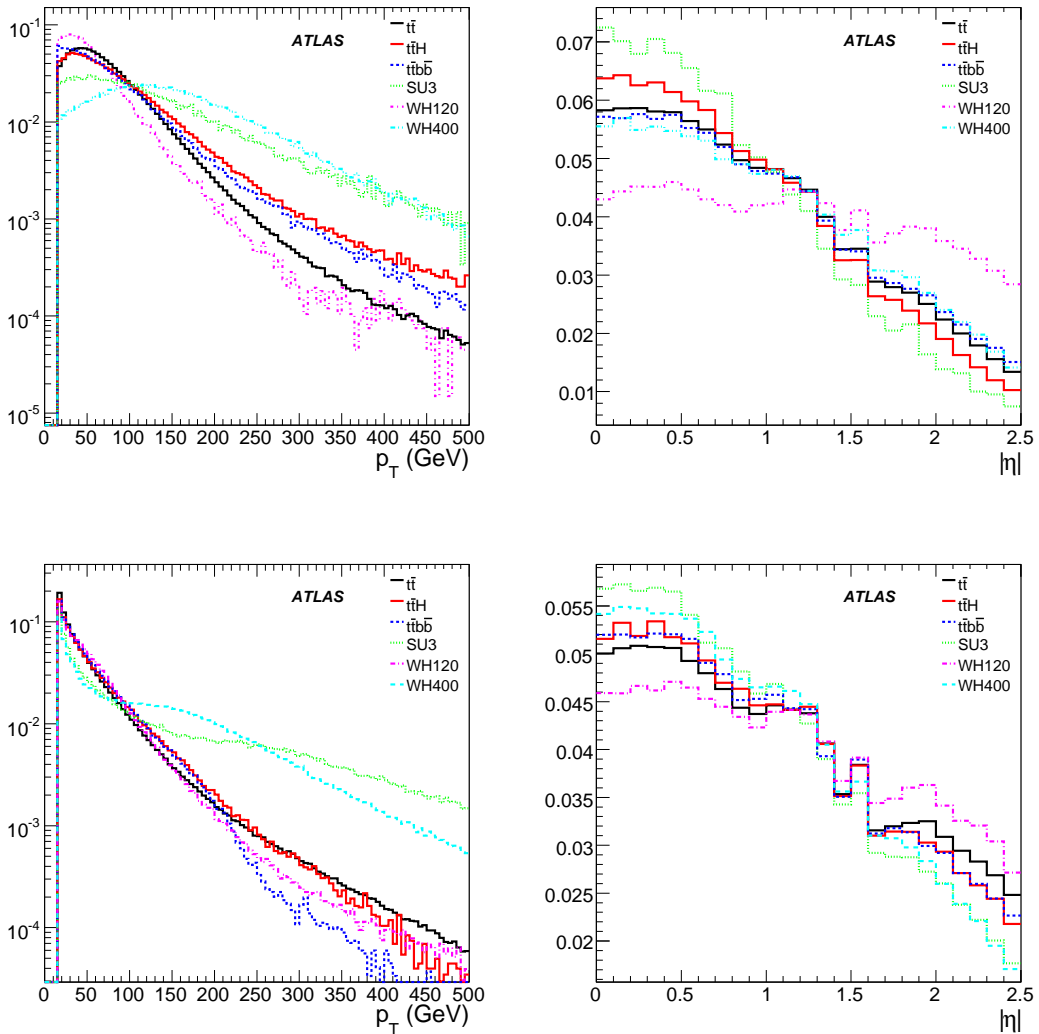 10⁻¹
10⁻²
10⁻³
10⁻⁴
10⁻⁵
0 50 100 150 200 250 300 350 400 450 500
p_T (GeV)
ATLAS
tt̄
tt̄H
tt̄bb̄
SU3
WH120
WH400
0.07
0.06
0.05
0.04
0.03
0.02
0.01
0 0.5 1 1.5 2 2.5
|η|
ATLAS
tt̄
tt̄H
tt̄bb̄
SU3
WH120
WH400
10⁻¹
10⁻²
10⁻³
10⁻⁴
0 50 100 150 200 250 300 350 400 450 500
p_T (GeV)
ATLAS
tt̄
tt̄H
tt̄bb̄
SU3
WH120
WH400
0.055
0.05
0.045
0.04
0.035
0.03
0.025
0.02
0 0.5 1 1.5 2 2.5
|η|
ATLAS
tt̄
tt̄H
tt̄bb̄
SU3
WH120
WH400